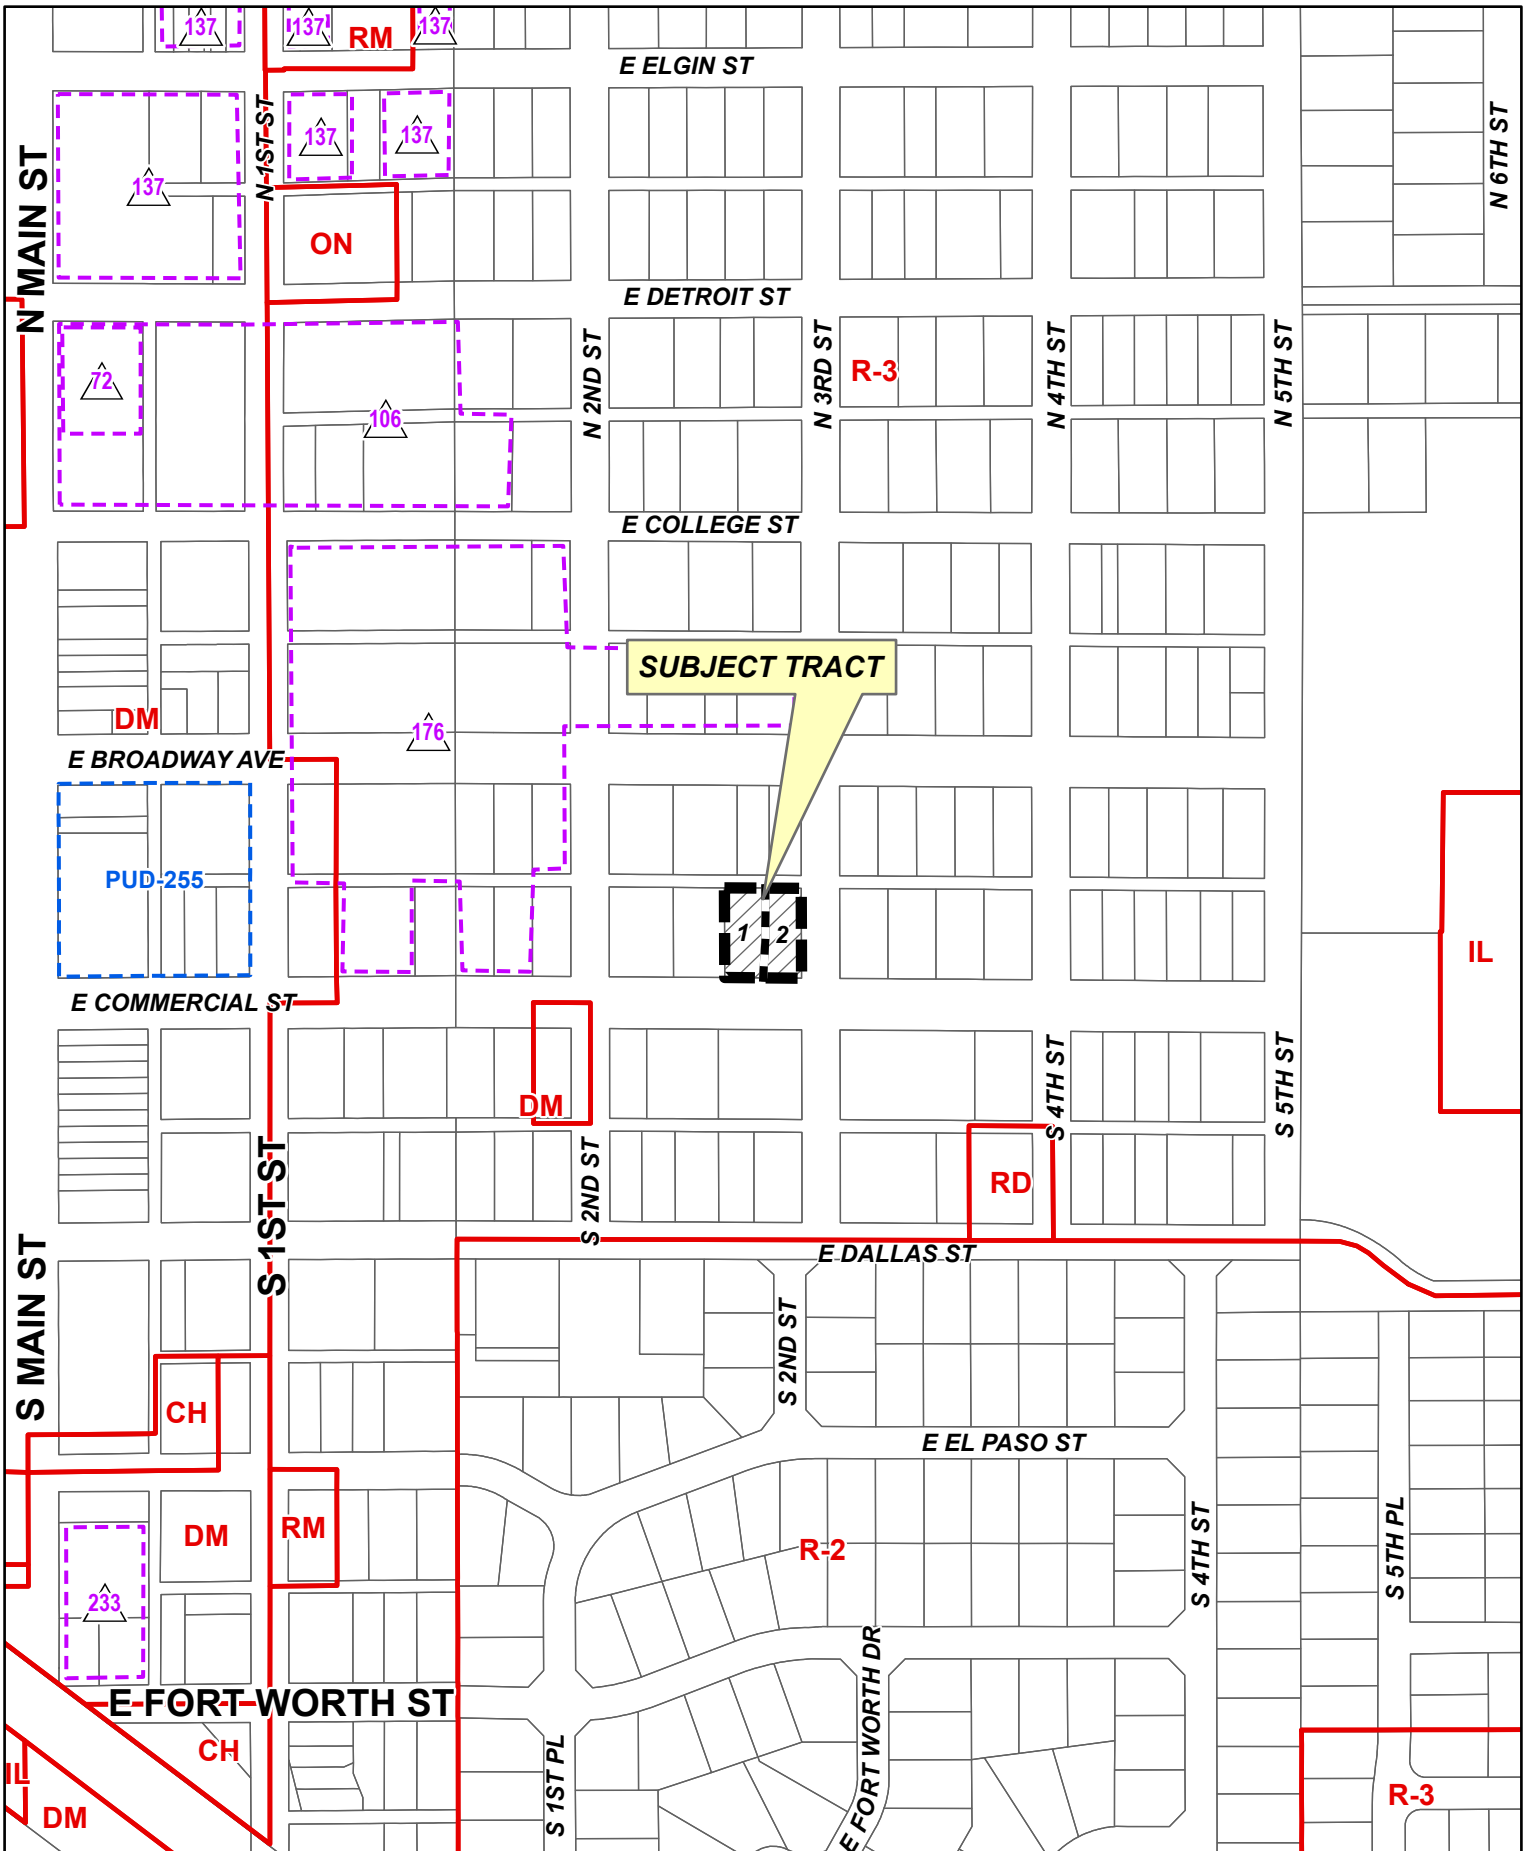 137
137
137
RM
E ELGIN ST
N 1ST ST
137
137
N 6TH ST
N MAIN ST
137
ON
E DETROIT ST
N 2ND ST
N 3RD ST
R-3
N 4TH ST
N 5TH ST
72
106
E COLLEGE ST
SUBJECT TRACT
DM
176
E BROADWAY AVE
PUD-255
1
2
IL
E COMMERCIAL ST
DM
S 4TH ST
S 5TH ST
S 1ST ST
S 2ND ST
RD
E DALLAS ST
S MAIN ST
S 2ND ST
CH
E EL PASO ST
DM
RM
R-2
S 4TH ST
S 5TH PL
233
E FORT WORTH ST
CH
S 1ST PL
E FORT WORTH DR
IL
DM
R-3